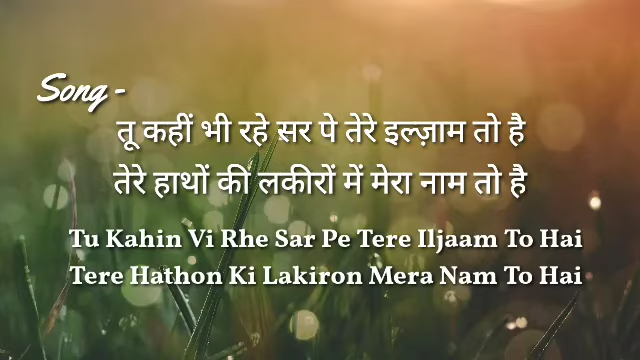 Song -
तू कहीं भी रहे सर पे तेरे इल्ज़ाम तो है
तेरे हाथों की लकीरों में मेरा नाम तो है
Tu Kahin Vi Rhe Sar Pe Tere Iljaam To Hai
Tere Hathon Ki Lakiron Mera Nam To Hai